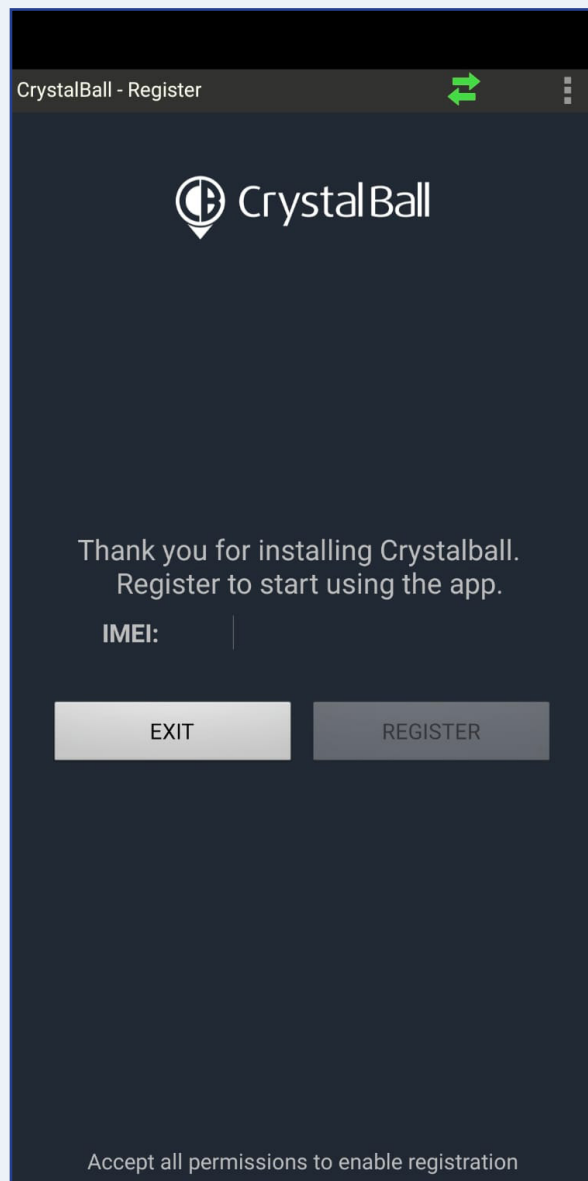 CrystalBall - Register
CB CrystalBall
Thank you for installing Crystalball.
Register to start using the app.
IMEI:
EXIT REGISTER
Accept all permissions to enable registration